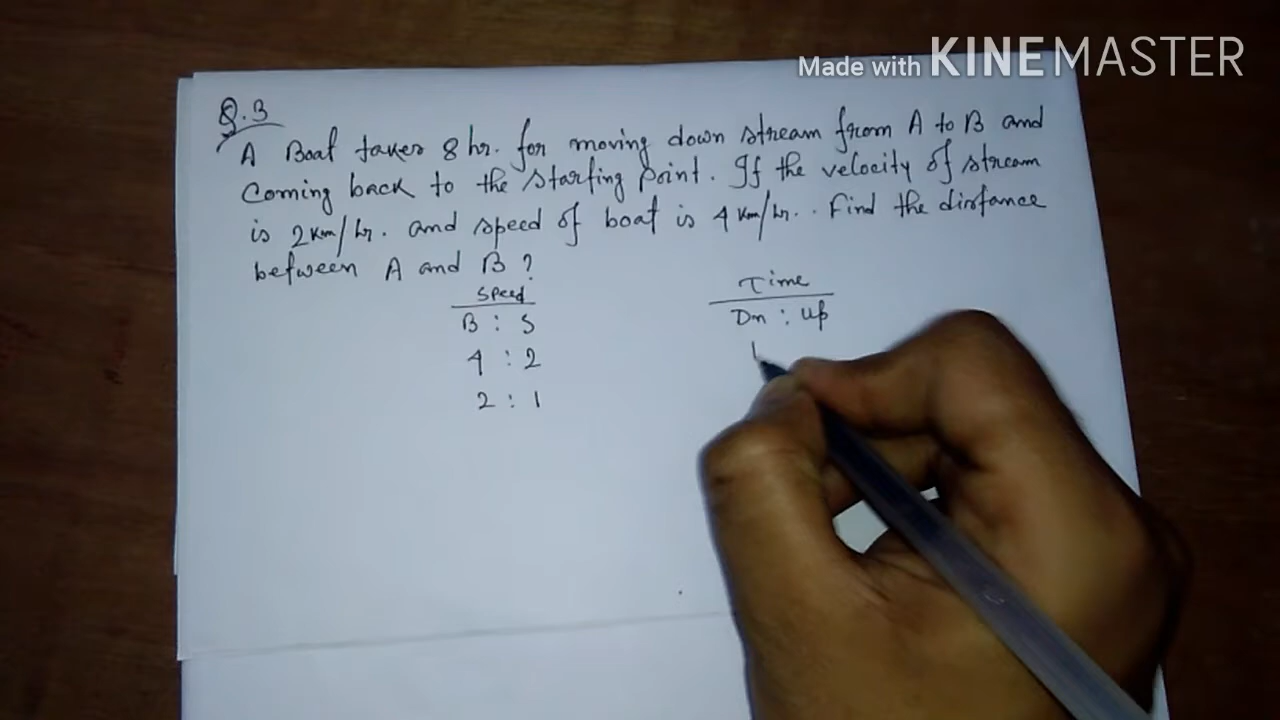 Made with KINEMASTER
Q.3
A Boat takes 8 hr. for moving down stream from A to B and
Coming back to the starting point. If the velocity of stream
is 2 km/hr. and speed of boat is 4 km/hr.. Find the distance
between A and B ?
Speed
B : S
4 : 2
2 : 1
Time
Dn : up
1